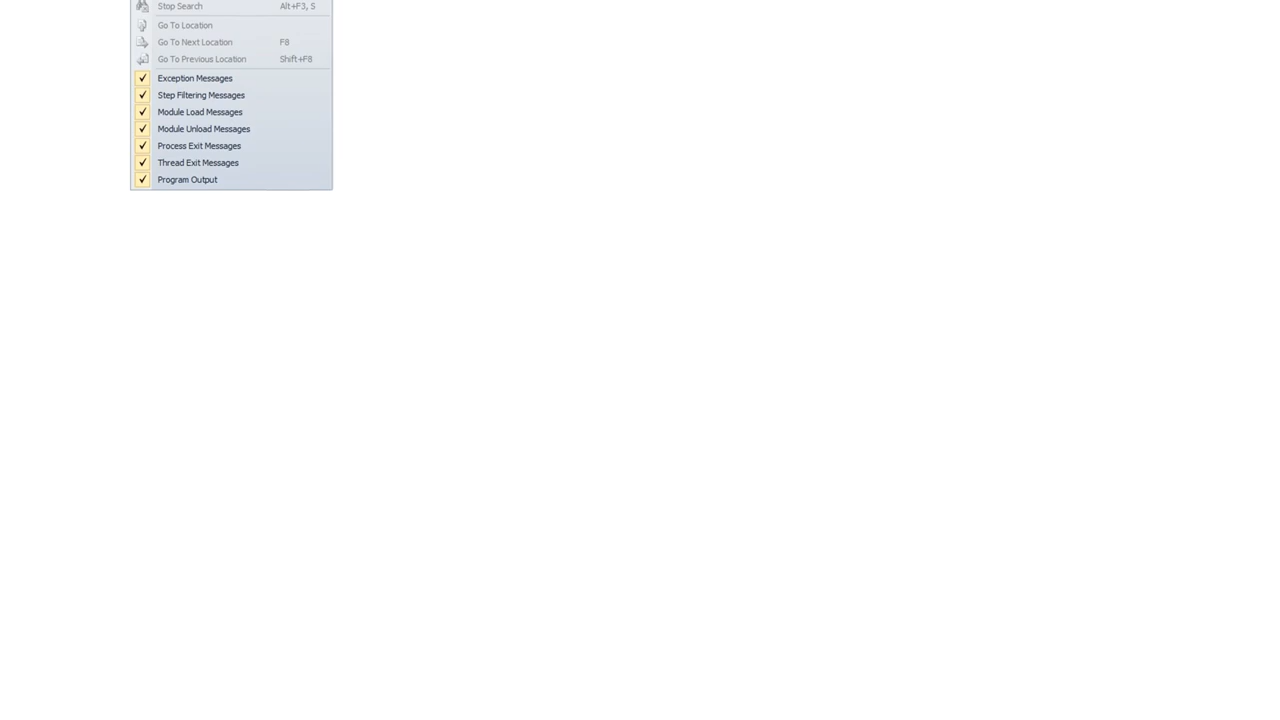 Stop Search Alt+F3, S
Go To Location
Go To Next Location F8
Go To Previous Location Shift+F8
Exception Messages
Step Filtering Messages
Module Load Messages
Module Unload Messages
Process Exit Messages
Thread Exit Messages
Program Output